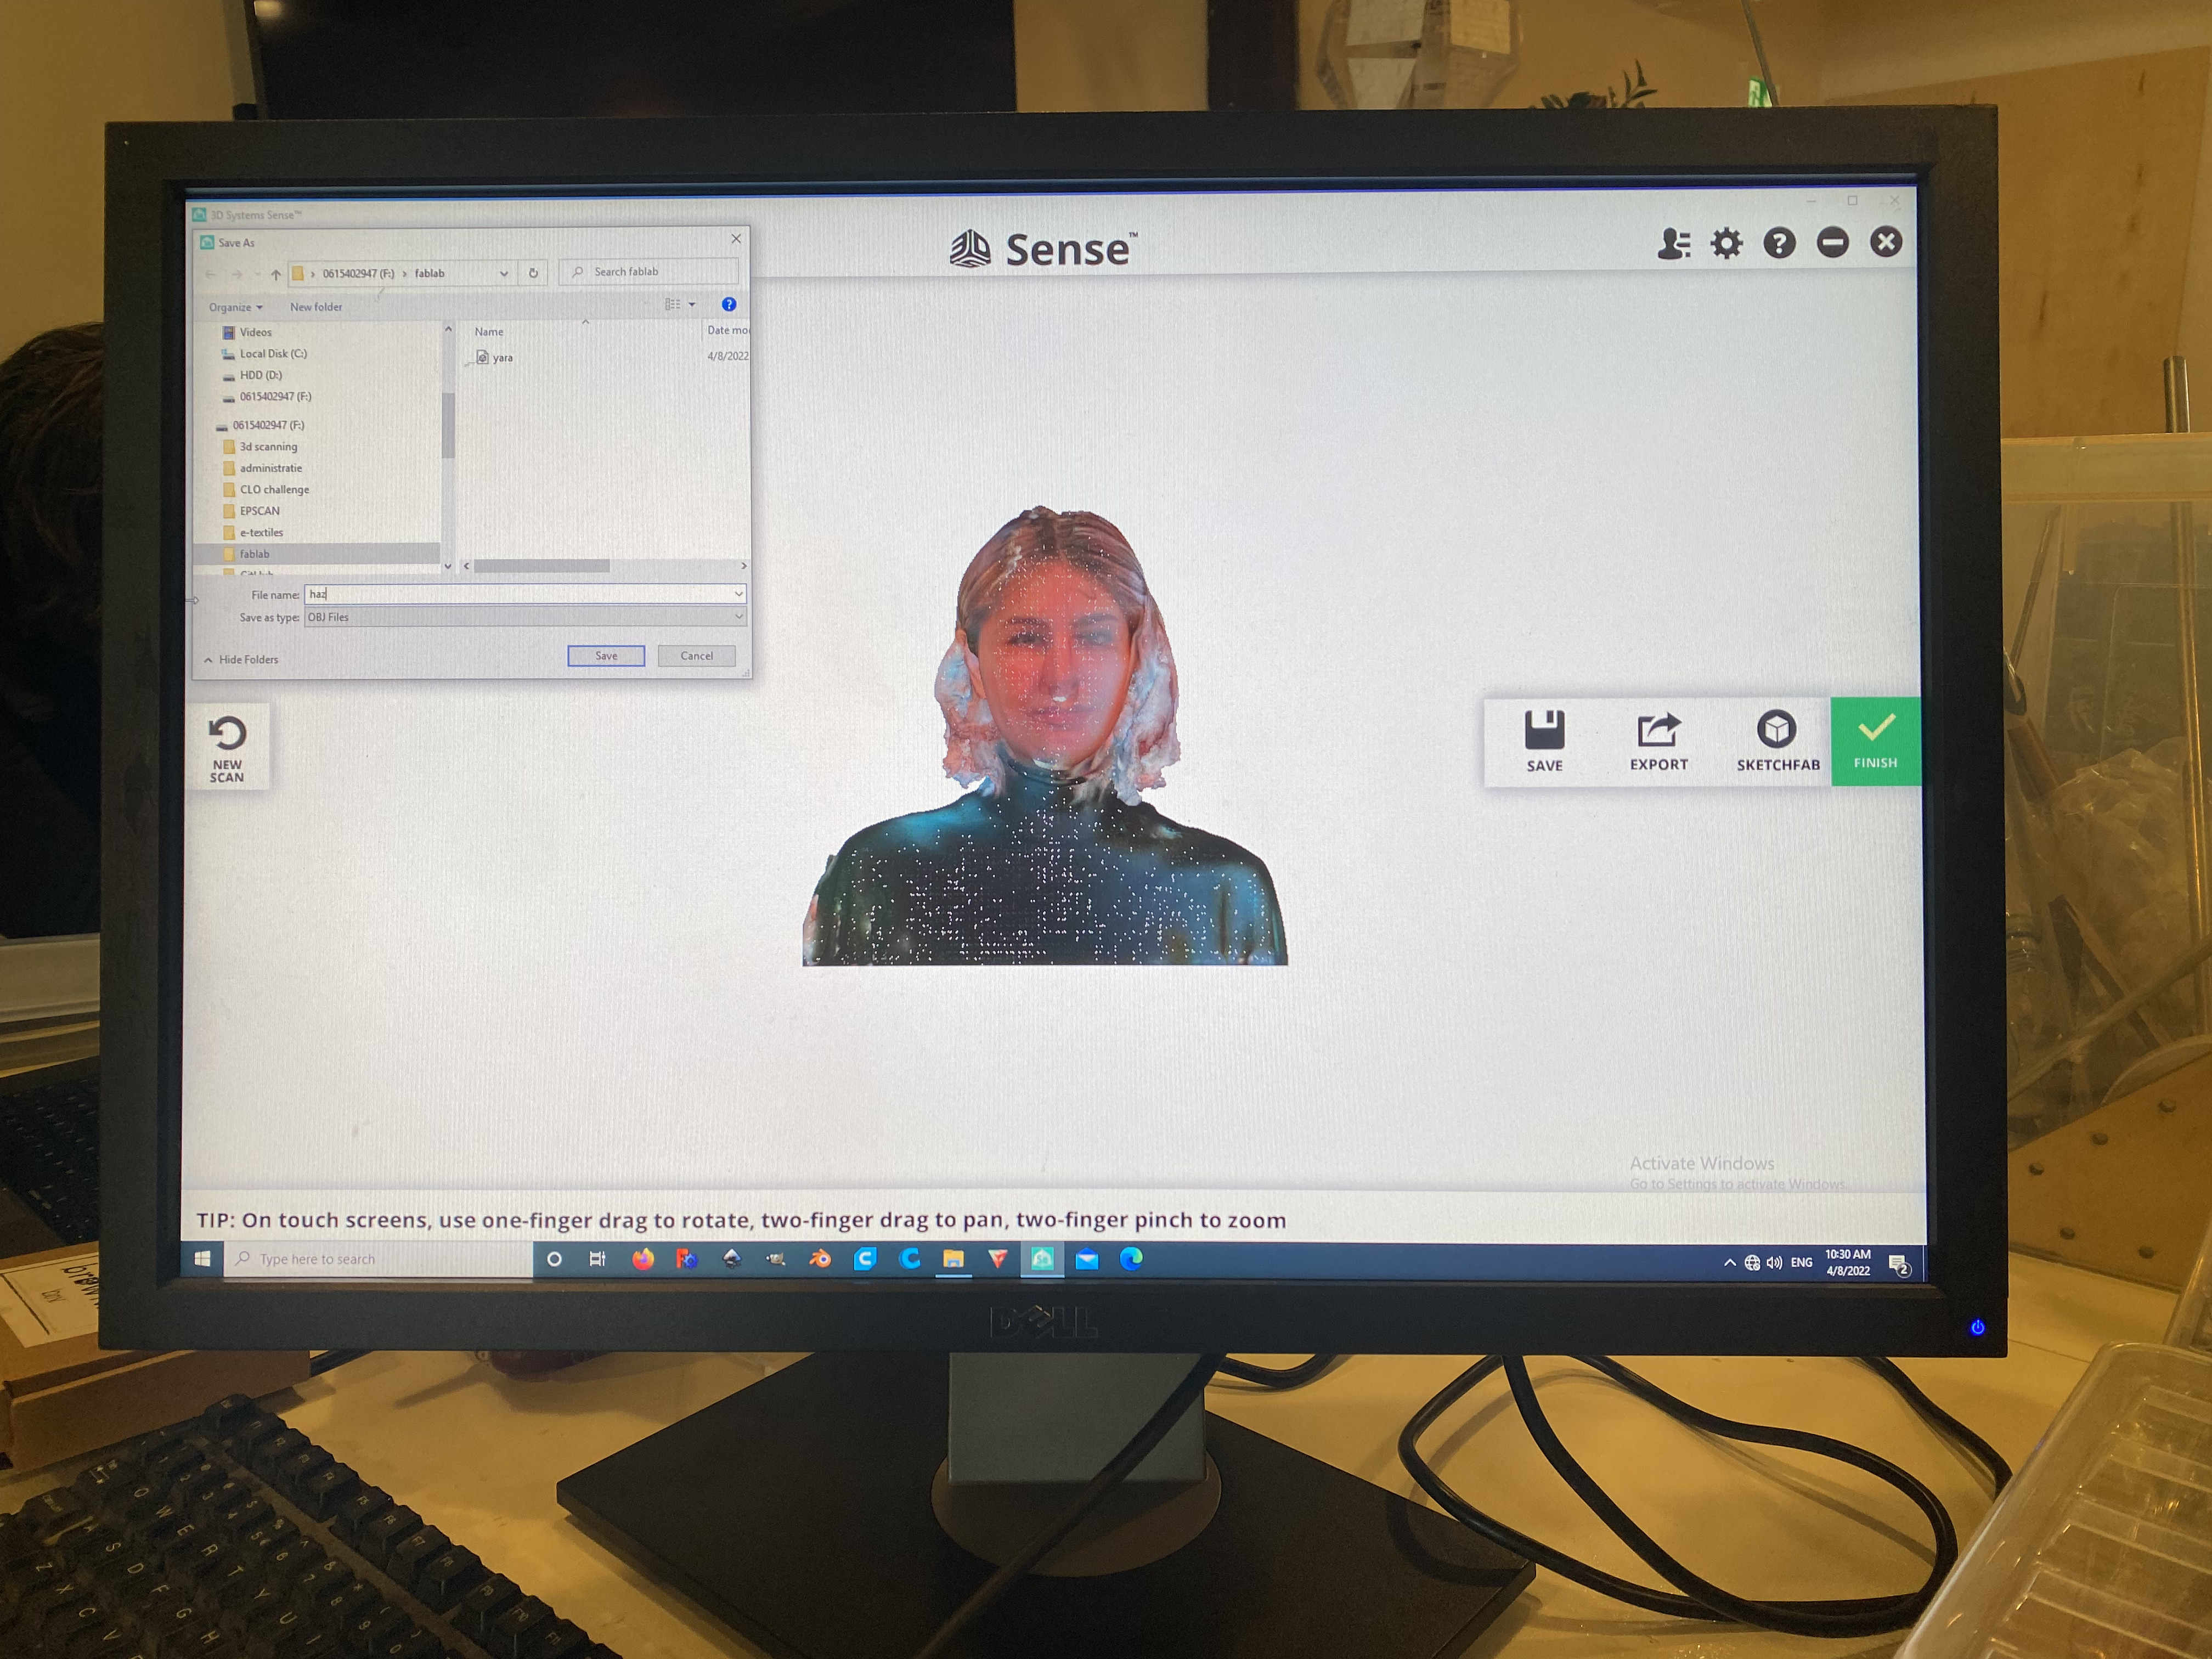 3D Systems Sense™
Save As
0615402947 (F:) › fablab
Search fablab
Organize
New folder
Videos
Local Disk (C:)
HDD (D:)
0615402947 (F:)
0615402947 (F:)
3d scanning
administratie
CLO challenge
EPSCAN
e-textiles
fablab
Name
Date mo
yara
4/8/2022
File name: haz
Save as type: OBJ Files
Hide Folders
Save
Cancel
3D Sense™
NEW
SCAN
SAVE
EXPORT
SKETCHFAB
FINISH
Activate Windows
Go to Settings to activate Windows.
TIP: On touch screens, use one-finger drag to rotate, two-finger drag to pan, two-finger pinch to zoom
Type here to search
ENG
10:30 AM
4/8/2022
2
DELL